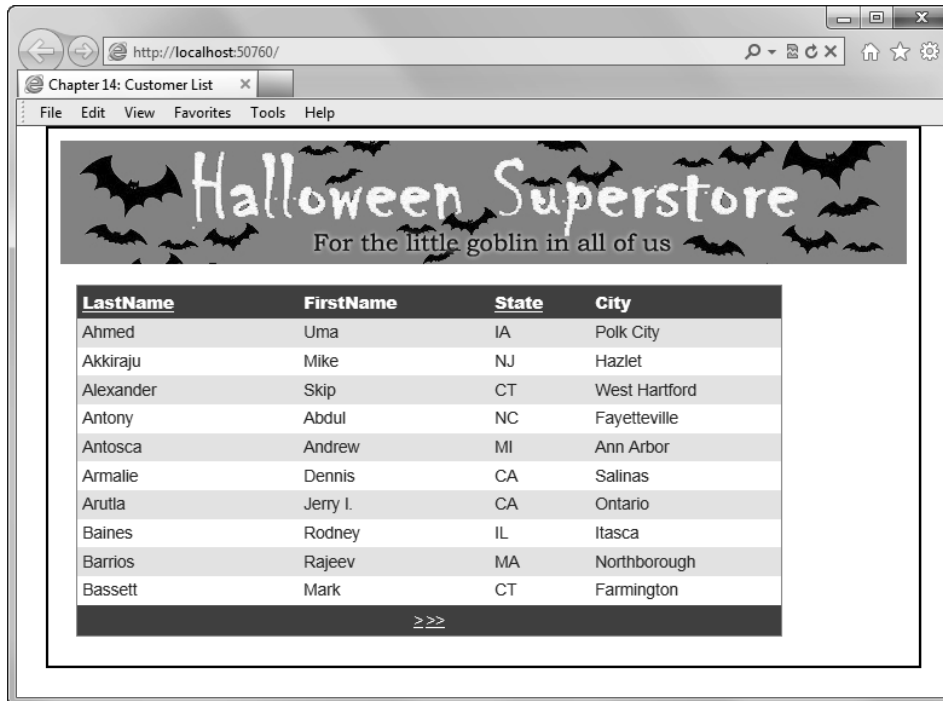 http://localhost:50760/
Chapter 14: Customer List
File Edit View Favorites Tools Help
Halloween Superstore
For the little goblin in all of us
LastName FirstName State City
Ahmed Uma IA Polk City
Akkiraju Mike NJ Hazlet
Alexander Skip CT West Hartford
Antony Abdul NC Fayetteville
Antosca Andrew MI Ann Arbor
Armalie Dennis CA Salinas
Arutla Jerry I. CA Ontario
Baines Rodney IL Itasca
Barrios Rajeev MA Northborough
Bassett Mark CT Farmington
> >>